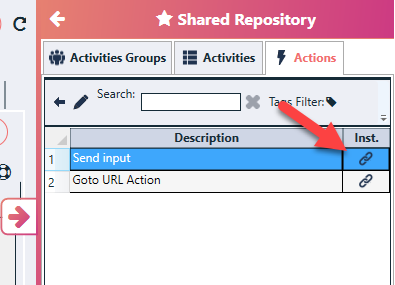 Shared Repository
Activities Groups Activities Actions
Search: Tags Filter:
Description Inst.
1 Send input
2 Goto URL Action